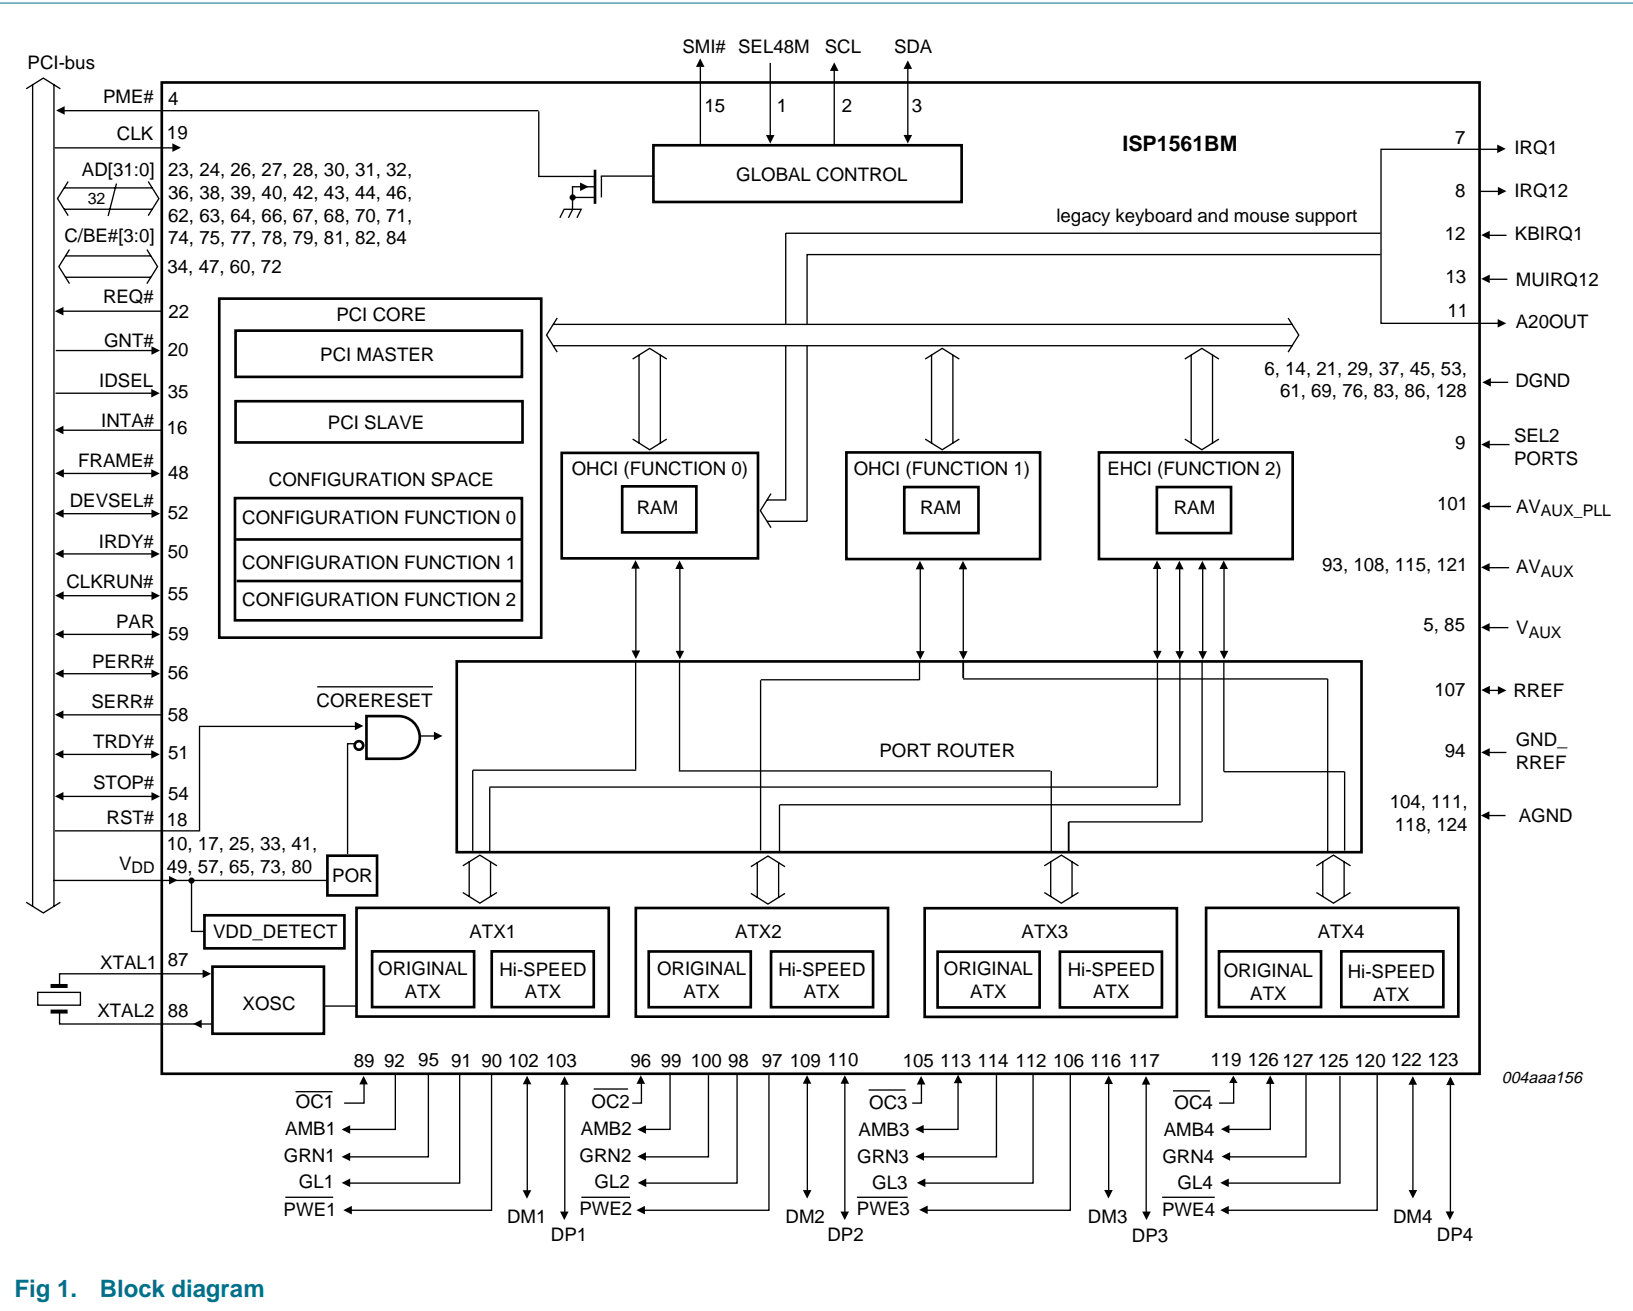 SMI# SEL48M SCL SDA
PCI-bus
PME# 4
15 1 2 3
CLK 19
ISP1561BM
7 IRQ1
AD[31:0]
32
23, 24, 26, 27, 28, 30, 31, 32,
36, 38, 39, 40, 42, 43, 44, 46,
62, 63, 64, 66, 67, 68, 70, 71,
74, 75, 77, 78, 79, 81, 82, 84
GLOBAL CONTROL
8 IRQ12
legacy keyboard and mouse support
C/BE#[3:0]
34, 47, 60, 72
12 KBIRQ1
13 MUIRQ12
11 A20OUT
REQ# 22
GNT# 20
IDSEL 35
INTA# 16
FRAME# 48
DEVSEL# 52
IRDY# 50
CLKRUN# 55
PAR 59
PERR# 56
SERR# 58
TRDY# 51
STOP# 54
RST# 18
VDD
10, 17, 25, 33, 41,
49, 57, 65, 73, 80
PCI CORE
PCI MASTER
PCI SLAVE
CONFIGURATION SPACE
CONFIGURATION FUNCTION 0
CONFIGURATION FUNCTION 1
CONFIGURATION FUNCTION 2
OHCI (FUNCTION 0)
RAM
OHCI (FUNCTION 1)
RAM
EHCI (FUNCTION 2)
RAM
6, 14, 21, 29, 37, 45, 53,
61, 69, 76, 83, 86, 128
DGND
9 SEL2
PORTS
101 AVAUX_PLL
93, 108, 115, 121 AVAUX
5, 85 VAUX
107 RREF
94 GND_
RREF
104, 111,
118, 124
AGND
CORERESET
PORT ROUTER
POR
VDD_DETECT
XTAL1 87
XTAL2 88
XOSC
ATX1
ORIGINAL
ATX
Hi-SPEED
ATX
ATX2
ORIGINAL
ATX
Hi-SPEED
ATX
ATX3
ORIGINAL
ATX
Hi-SPEED
ATX
ATX4
ORIGINAL
ATX
Hi-SPEED
ATX
89 92 95 91 90 102 103 96 99 100 98 97 109 110 105 113 114 112 106 116 117 119 126 127 125 120 122 123
004aaa156
OC1 OC2 OC3 OC4
AMB1 AMB2 AMB3 AMB4
GRN1 GRN2 GRN3 GRN4
GL1 GL2 GL3 GL4
PWE1 DM1 PWE2 DM2 PWE3 DM3 PWE4 DM4
DP1 DP2 DP3 DP4
Fig 1. Block diagram